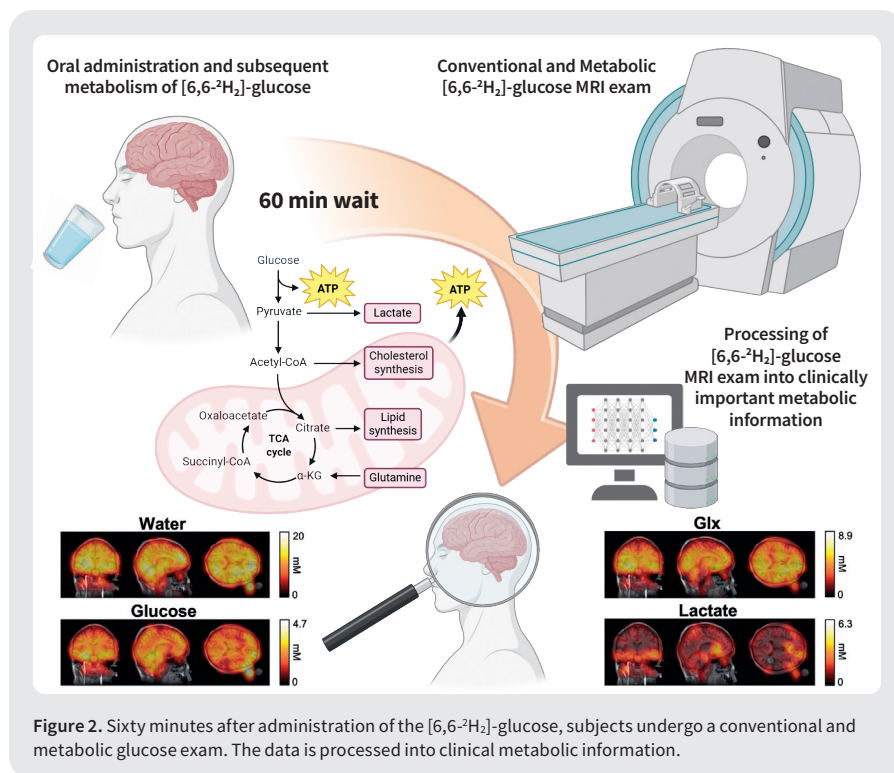 Oral administration and subsequent
metabolism of [6,6-²H₂]-glucose
Conventional and Metabolic
[6,6-²H₂]-glucose MRI exam
60 min wait
Glucose
ATP
ATP
Pyruvate
Lactate
Acetyl-CoA
Cholesterol
synthesis
Oxaloacetate
Citrate
Lipid
synthesis
TCA
cycle
Succinyl-CoA
α-KG
Glutamine
Processing of
[6,6-²H₂]-glucose
MRI exam into clinically
important metabolic
information
Water
20
mM
0
Glucose
4.7
mM
0
Glx
8.9
mM
0
Lactate
6.3
mM
0
Figure 2. Sixty minutes after administration of the [6,6-²H₂]-glucose, subjects undergo a conventional and
metabolic glucose exam. The data is processed into clinical metabolic information.